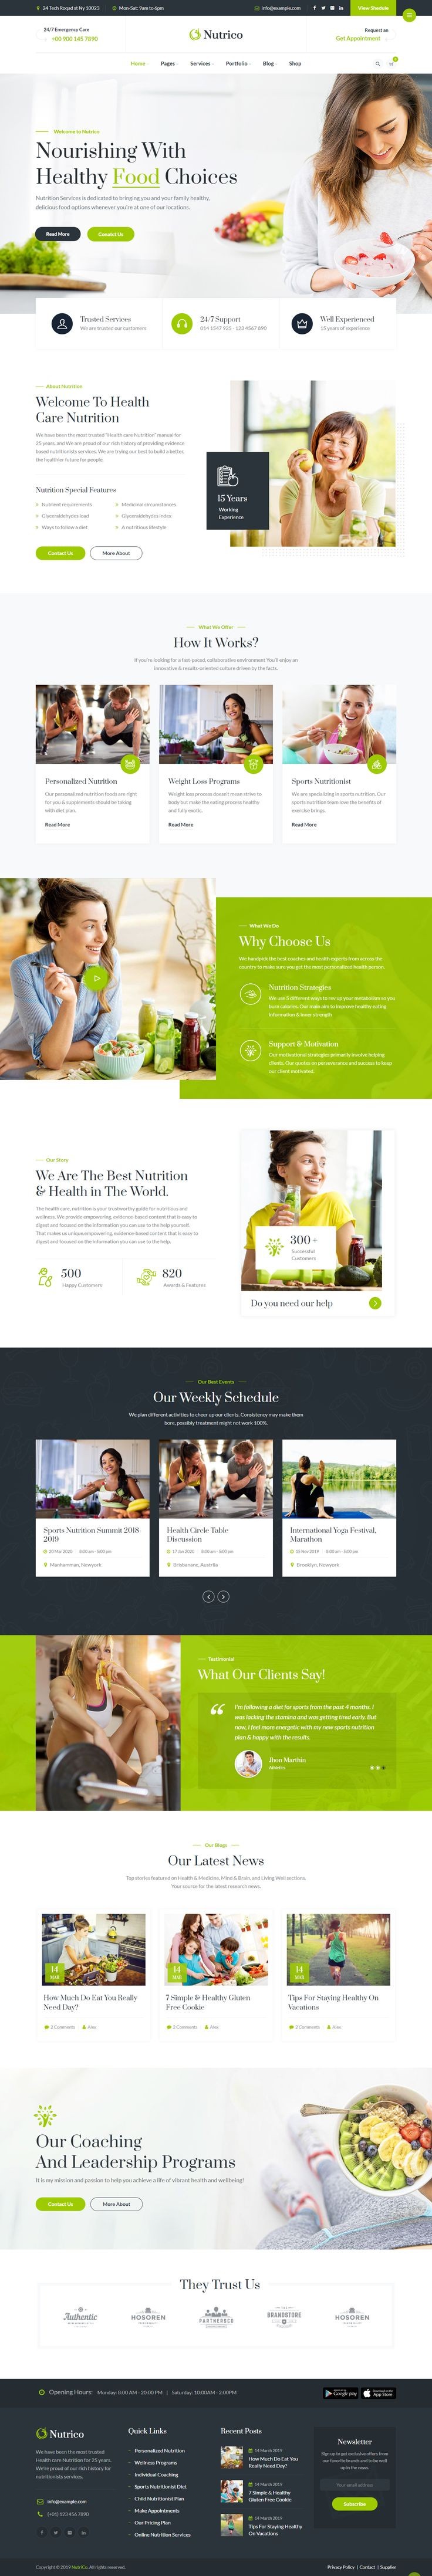 24 Tech Roqad st Ny 10023
Mon-Sat: 9am to 6pm
info@example.com
View Shedule
24/7 Emergency Care
+00 900 145 7890
Nutrico
Request an
Get Appointment
Home
Pages
Services
Portfolio
Blog
Shop
Welcome to Nutrico
Nourishing With
Healthy Food Choices
Nutrition Services is dedicated to bringing you and your family healthy,
delicious food options whenever you're at one of our locations.
Read More
Conatct Us
Trusted Services
We are trusted our customers
24/7 Support
014 1547 925 - 123 4567 890
Well Experienced
15 years of experience
About Nutrition
Welcome To Health
Care Nutrition
We have been the most trusted "Health care Nutrition" manual for
25 years, and We are proud of our rich history of providing evidence-
based nutritionist services. We are trying our best to build a better,
the healthier future for people.
Nutrition Special Features
Nutrient requirements
Medicinal circumstances
Glyceraldehydes load
Glyceraldehydes index
Ways to follow a diet
A nutritious lifestyle
Contact Us
More About
15 Years
Working
Experience
What We Offer
How It Works?
If you're looking for a fast-paced, collaborative environment You'll enjoy an
innovative & results-oriented culture driven by the facts.
Personalized Nutrition
Our personalized nutrition foods are right
for you & supplements should be taking
with diet plan.
Read More
Weight Loss Programs
Weight loss process doesn't mean strive to
body but make the eating process healthy
and fully exotic.
Read More
Sports Nutritionist
We are specializing in sports nutrition. Our
sports nutrition team love the benefits of
exercise brings.
Read More
What We Do
Why Choose Us
We handpick the best coaches and health experts from across the
country to make sure you get the most personalized health person.
Nutrition Strategies
We use 5 different ways to rev up your metabolism so you
burn calories. Our main aim to improve healthy eating
information & inner strength
Support & Motivation
Our motivational strategies primarily involve helping
clients. Our quotes on perseverance and success to keep
our client motivated.
Our Story
We Are The Best Nutrition
& Health in The World.
The health care, nutrition is your trustworthy guide for nutritious and
wellness. We provide empowering, evidence-based content that is easy to
digest and focused on the information you can use to the help yourself.
That makes us unique empowering, evidence-based content that is easy to
digest and focused on the information you can use to the help.
500
Happy Customers
820
Awards & Features
300 +
Successful
Customers
Do you need our help
Our Best Events
Our Weekly Schedule
We plan different activities to cheer up our clients. Consistency may make them
bore, possibly treatment might not work 100%.
Sports Nutrition Summit 2018-
2019
20 Mar 2020
8:00 am - 5:00 pm
Manhanttan, Newyork
Health Circle Table
Discussion
17 Jan 2020
8:00 am - 5:00 pm
Brisbanane, Austrlia
International Yoga Festival,
Marathon
15 Nov 2019
8:00 am - 5:00 pm
Brooklyn, Newyork
Testimonial
What Our Clients Say!
I'm following a diet for sports from the past 4 months. I
was lacking the stamina and was getting tired early. But
now, I feel more energetic with my new sports nutrition
plan & happy with the results.
Jhon Marthin
Athletics
Our Blogs
Our Latest News
Top stories featured on Health & Medicine, Mind & Brain, and Living Well sections.
Your source for the latest research news.
14
MAR
How Much Do Eat You Really
Need Day?
2 Comments
Alex
14
MAR
7 Simple & Healthy Gluten
Free Cookie
2 Comments
Alex
14
MAR
Tips For Staying Healthy On
Vacations
2 Comments
Alex
Our Coaching
And Leadership Programs
It is my mission and passion to help you achieve a life of vibrant health and wellbeing!
Contact Us
More About
They Trust Us
Authentic
HOSOREN
PARTNERECO
BRANDSTORE
HOSOREN
Opening Hours:
Monday: 8:00 AM - 20:00 PM | Saturday: 10:00AM - 2:00PM
Google play
App Store
Nutrico
We have been the most trusted
Health care Nutrition for 25 years.
We're proud of our rich history for
nutritionist services.
info@example.com
(+00) 123 456 7890
Quick Links
Personalized Nutrition
Wellness Programs
Individual Coaching
Sports Nutritionist Diet
Child Nutritionist Plan
Make Appointments
Our Pricing Plan
Online Nutrition Services
Recent Posts
14 March 2019
How Much Do Eat You
Really Need Day?
14 March 2019
7 Simple & Healthy
Gluten Free Cookie
14 March 2019
Tips For Staying Healthy
On Vacations
Newsletter
Sign up to get exclusive offers from
our favorite brands and to be well
up in the news.
Your email address
Subscribe
Copyright © 2019 NutriCo. All rights reserved.
Privacy Policy | Contact | Supplier